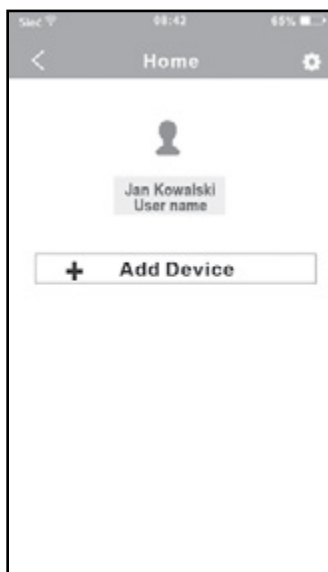 Sieć 08:42 65%
Home
Jan Kowalski
User name
+ Add Device